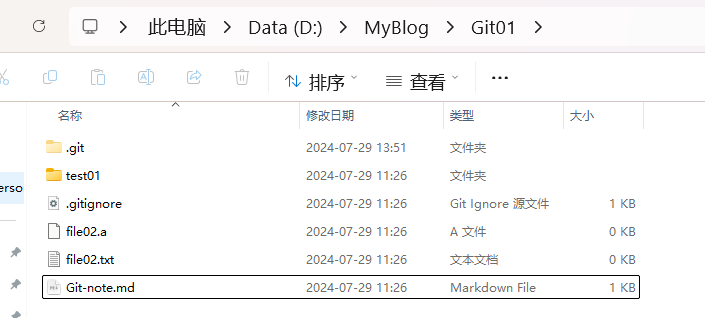 此电脑 > Data (D:) > MyBlog > Git01 >
排序 查看 ...
名称 修改日期 类型 大小
.git 2024-07-29 13:51 文件夹
test01 2024-07-29 11:26 文件夹
.gitignore 2024-07-29 11:26 Git Ignore 源文件 1 KB
file02.a 2024-07-29 11:26 A 文件 0 KB
file02.txt 2024-07-29 11:26 文本文档 0 KB
Git-note.md 2024-07-29 11:26 Markdown File 1 KB
erso